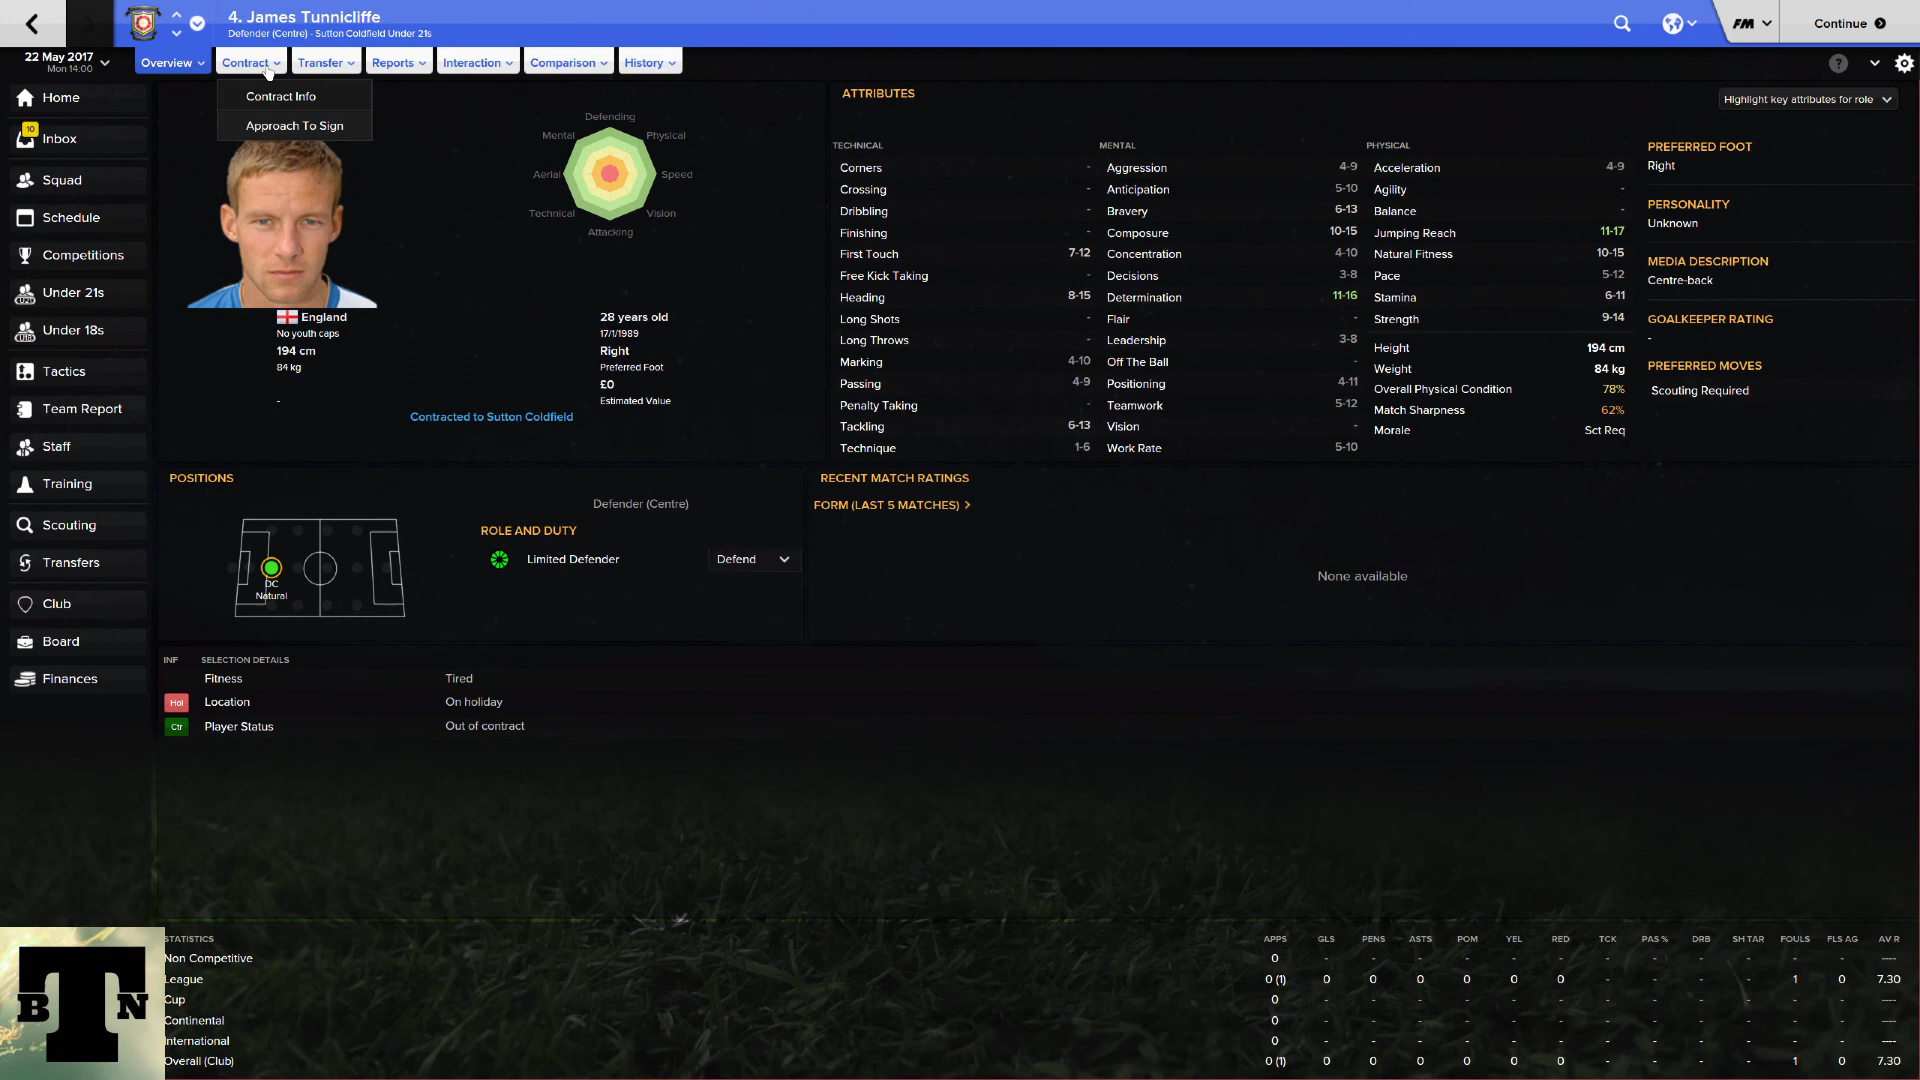 4. James Tunnicliffe
Defender (Centre) - Sutton Coldfield Under 21s
FM
Continue
22 May 2017
Mon 14:00
Overview
Contract
Transfer
Reports
Interaction
Comparison
History
?
Contract Info
Approach To Sign
Home
10
Inbox
Squad
Schedule
Competitions
U21
Under 21s
U18
Under 18s
Tactics
Team Report
Staff
Training
Scouting
Transfers
Club
Board
Finances
Defending
Mental
Physical
Aerial
Speed
Technical
Vision
Attacking
England
No youth caps
194 cm
84 kg
-
28 years old
17/1/1989
Right
Preferred Foot
£0
Estimated Value
Contracted to Sutton Coldfield
ATTRIBUTES
Highlight key attributes for role
TECHNICAL
Corners -
Crossing -
Dribbling -
Finishing -
First Touch 7-12
Free Kick Taking -
Heading 8-15
Long Shots -
Long Throws -
Marking 4-10
Passing 4-9
Penalty Taking -
Tackling 6-13
Technique 1-6
MENTAL
Aggression 4-9
Anticipation 5-10
Bravery 6-13
Composure 10-15
Concentration 4-10
Decisions 3-8
Determination 11-16
Flair -
Leadership 3-8
Off The Ball -
Positioning 4-11
Teamwork 5-12
Vision -
Work Rate 5-10
PHYSICAL
Acceleration 4-9
Agility -
Balance -
Jumping Reach 11-17
Natural Fitness 10-15
Pace 5-12
Stamina 6-11
Strength 9-14
Height 194 cm
Weight 84 kg
Overall Physical Condition 78%
Match Sharpness 62%
Morale Sct Req
PREFERRED FOOT
Right
PERSONALITY
Unknown
MEDIA DESCRIPTION
Centre-back
GOALKEEPER RATING
-
PREFERRED MOVES
Scouting Required
POSITIONS
Defender (Centre)
DC
Natural
ROLE AND DUTY
Limited Defender
Defend
RECENT MATCH RATINGS
FORM (LAST 5 MATCHES) >
None available
INF SELECTION DETAILS
Fitness Tired
Hol Location On holiday
Ctr Player Status Out of contract
BTN
STATISTICS APPS GLS PENS ASTS POM YEL RED TCK PAS % DRB SH TAR FOULS FLS AG AV R
Non Competitive 0 - - - - - - - - - - - - ----
League 0 (1) 0 0 0 0 0 0 - - - - 1 0 7.30
Cup 0 - - - - - - - - - - - - ----
Continental 0 - - - - - - - - - - - - ----
International 0 - - - - - - - - - - - - ----
Overall (Club) 0 (1) 0 0 0 0 0 0 - - - - 1 0 7.30